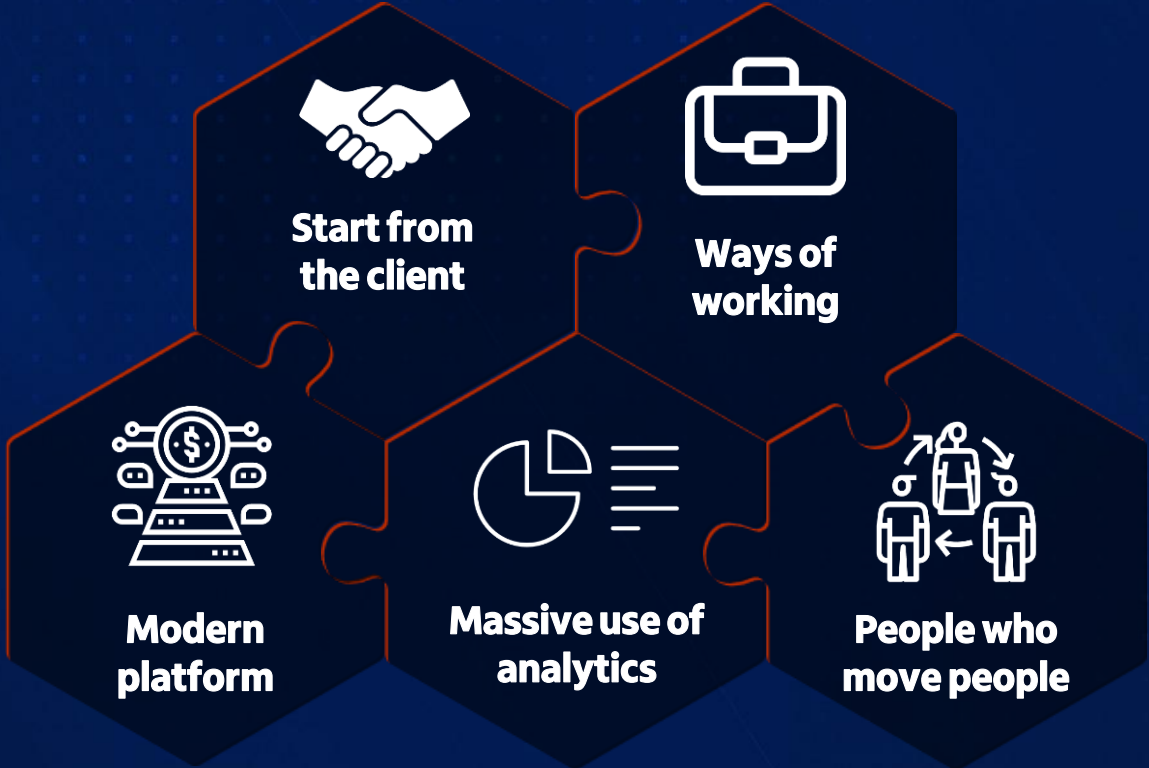 Start from
the client
Ways of
working
$
Modern
platform
Massive use of
analytics
People who
move people